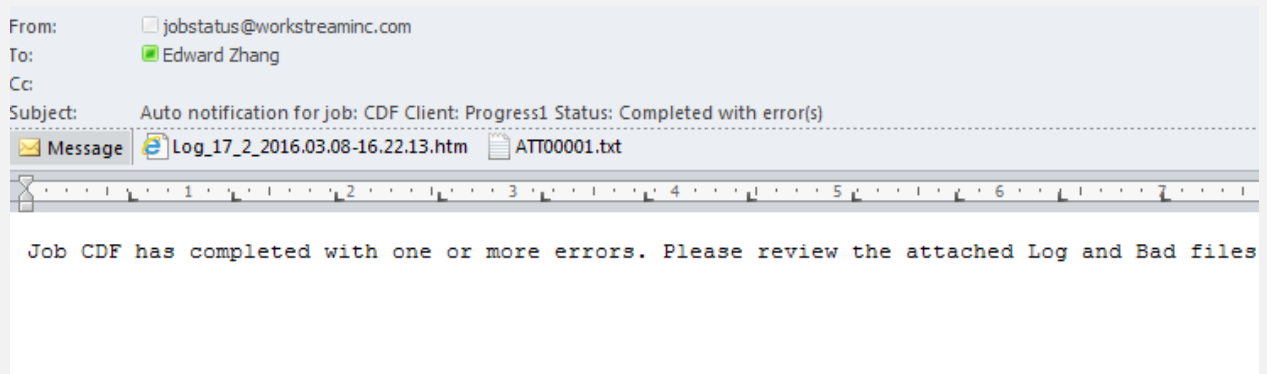 From: jobstatus@workstreaminc.com
To: Edward Zhang
Cc:
Subject: Auto notification for job: CDF Client: Progress1 Status: Completed with error(s)
Message Log_17_2_2016.03.08-16.22.13.htm ATT00001.txt
1 2 3 4 5 6 7
Job CDF has completed with one or more errors. Please review the attached Log and Bad files